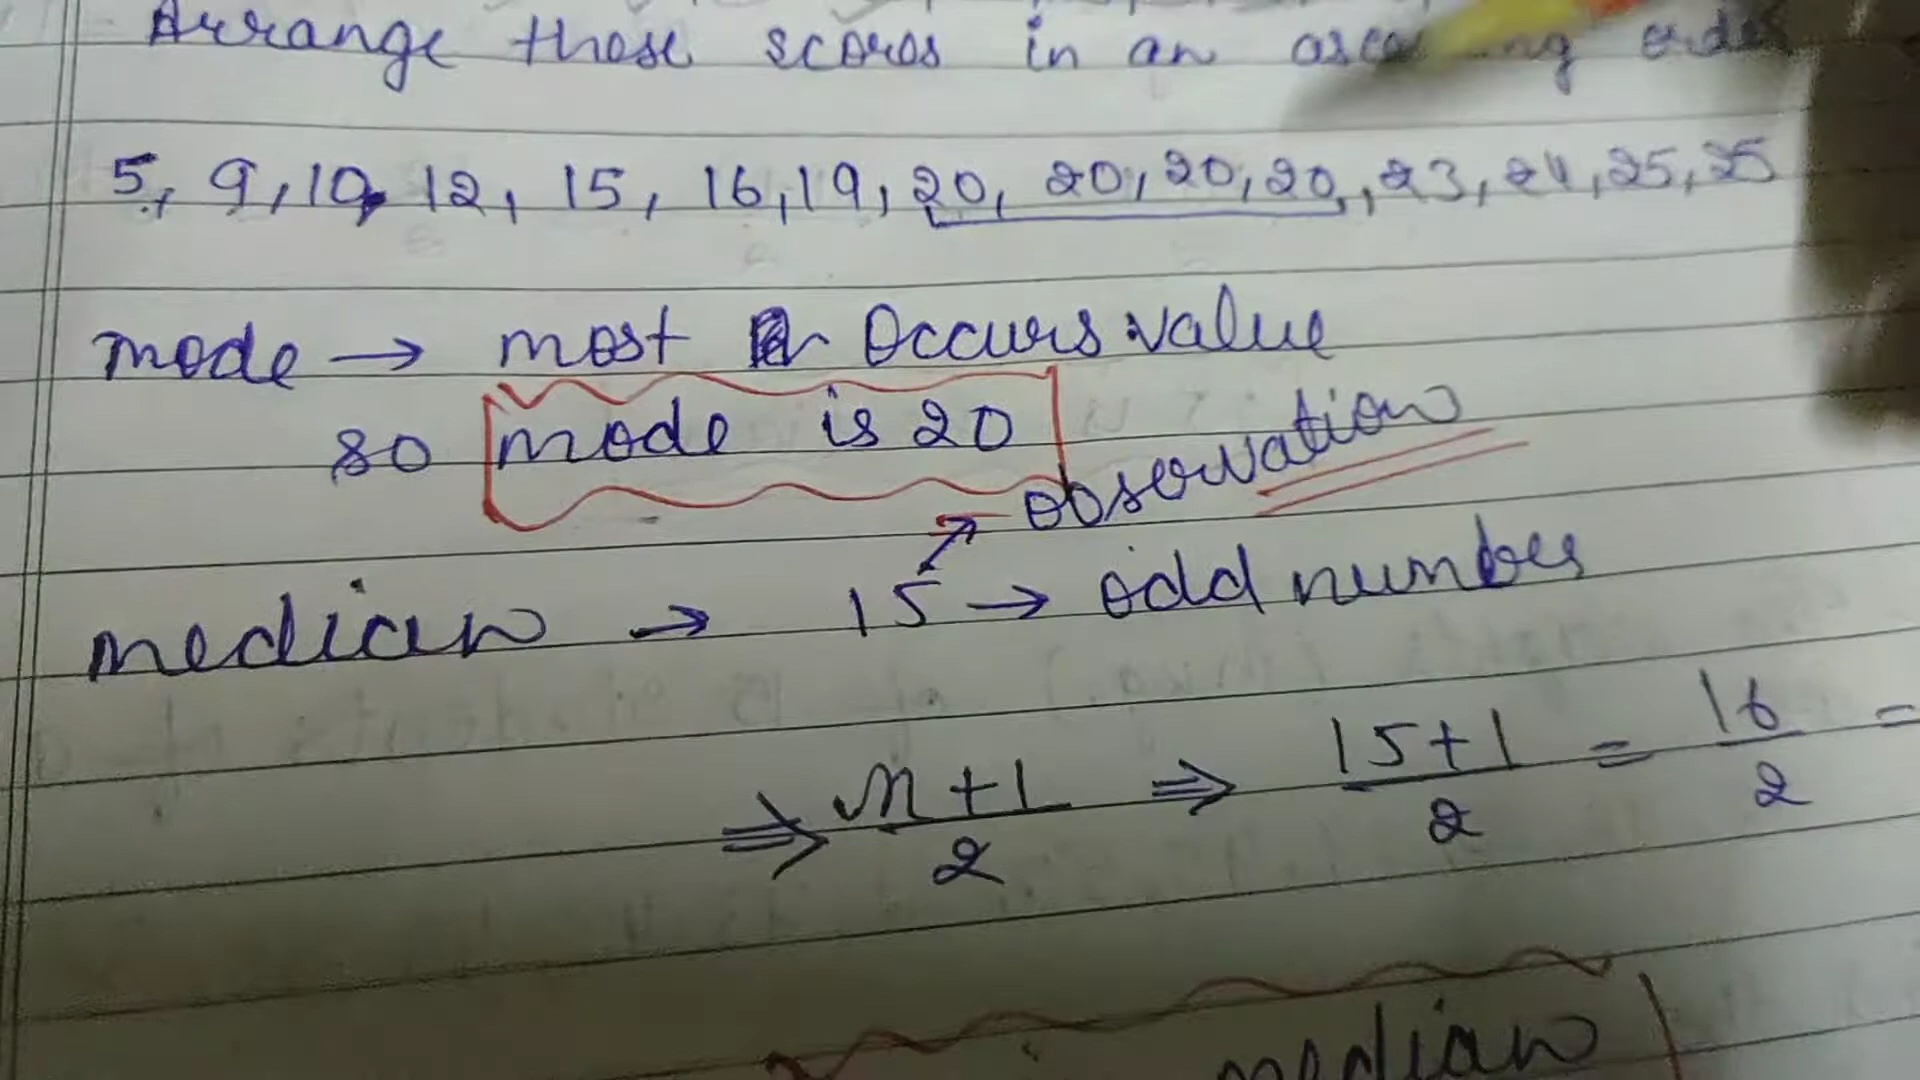 Arrange these scores in an order
5, 9, 10, 12, 15, 16, 19, 20, 20, 20, 20, 23, 24, 25, 25
mode → most Occurs value
so mode is 20
observation
median → 15 → odd number
⇒ n+1/2 ⇒ 15+1/2 = 16/2 =
median